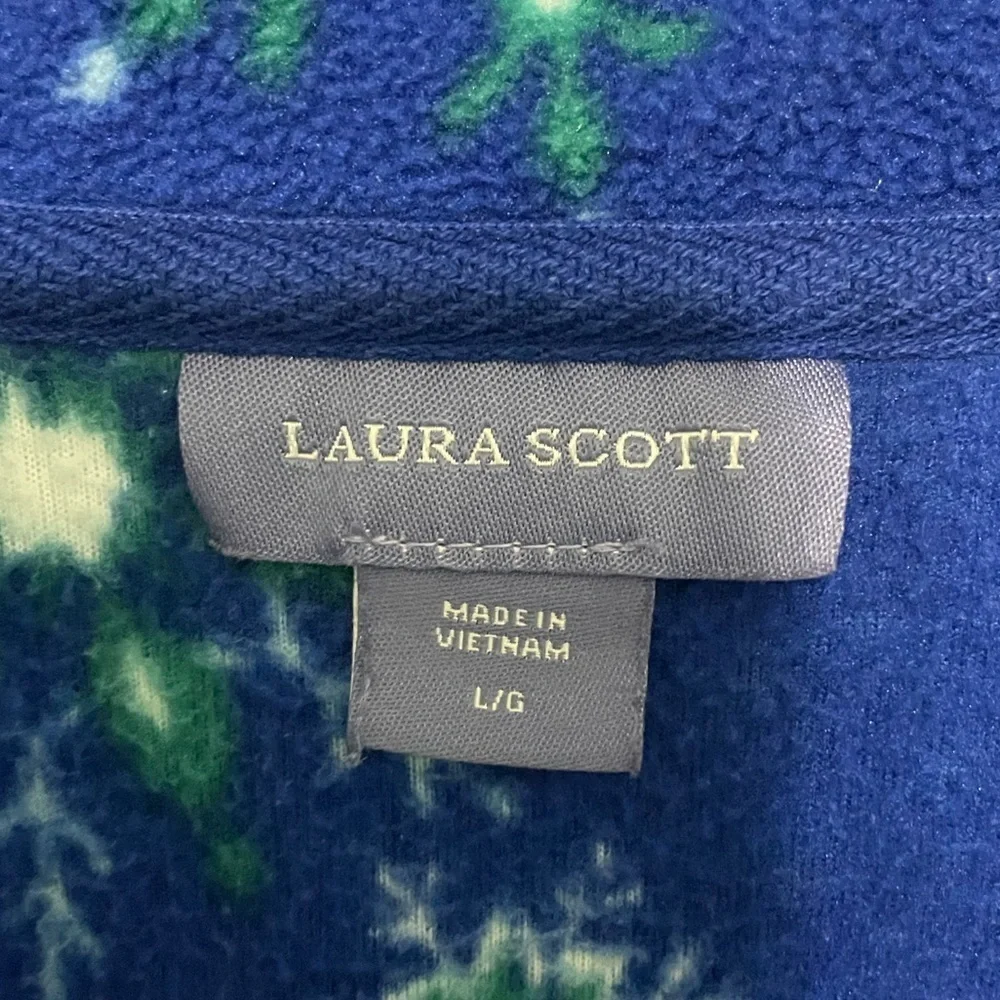 LAURA SCOTT
MADE IN
VIETNAM
L/G